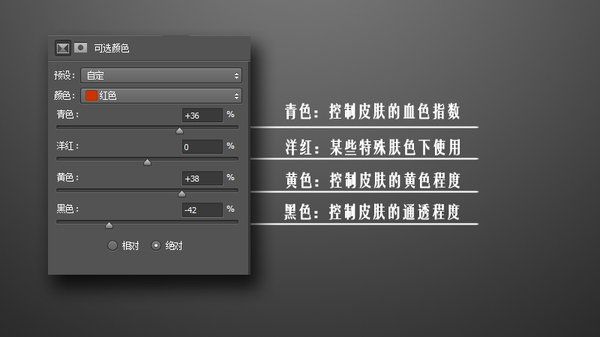 可选颜色
预设: 自定
颜色: 红色
青色: +36 %
青色：控制皮肤的血色指数
洋红: 0 %
洋红：某些特殊肤色下使用
黄色: +38 %
黄色：控制皮肤的黄色程度
黑色: -42 %
黑色：控制皮肤的通透程度
相对 绝对